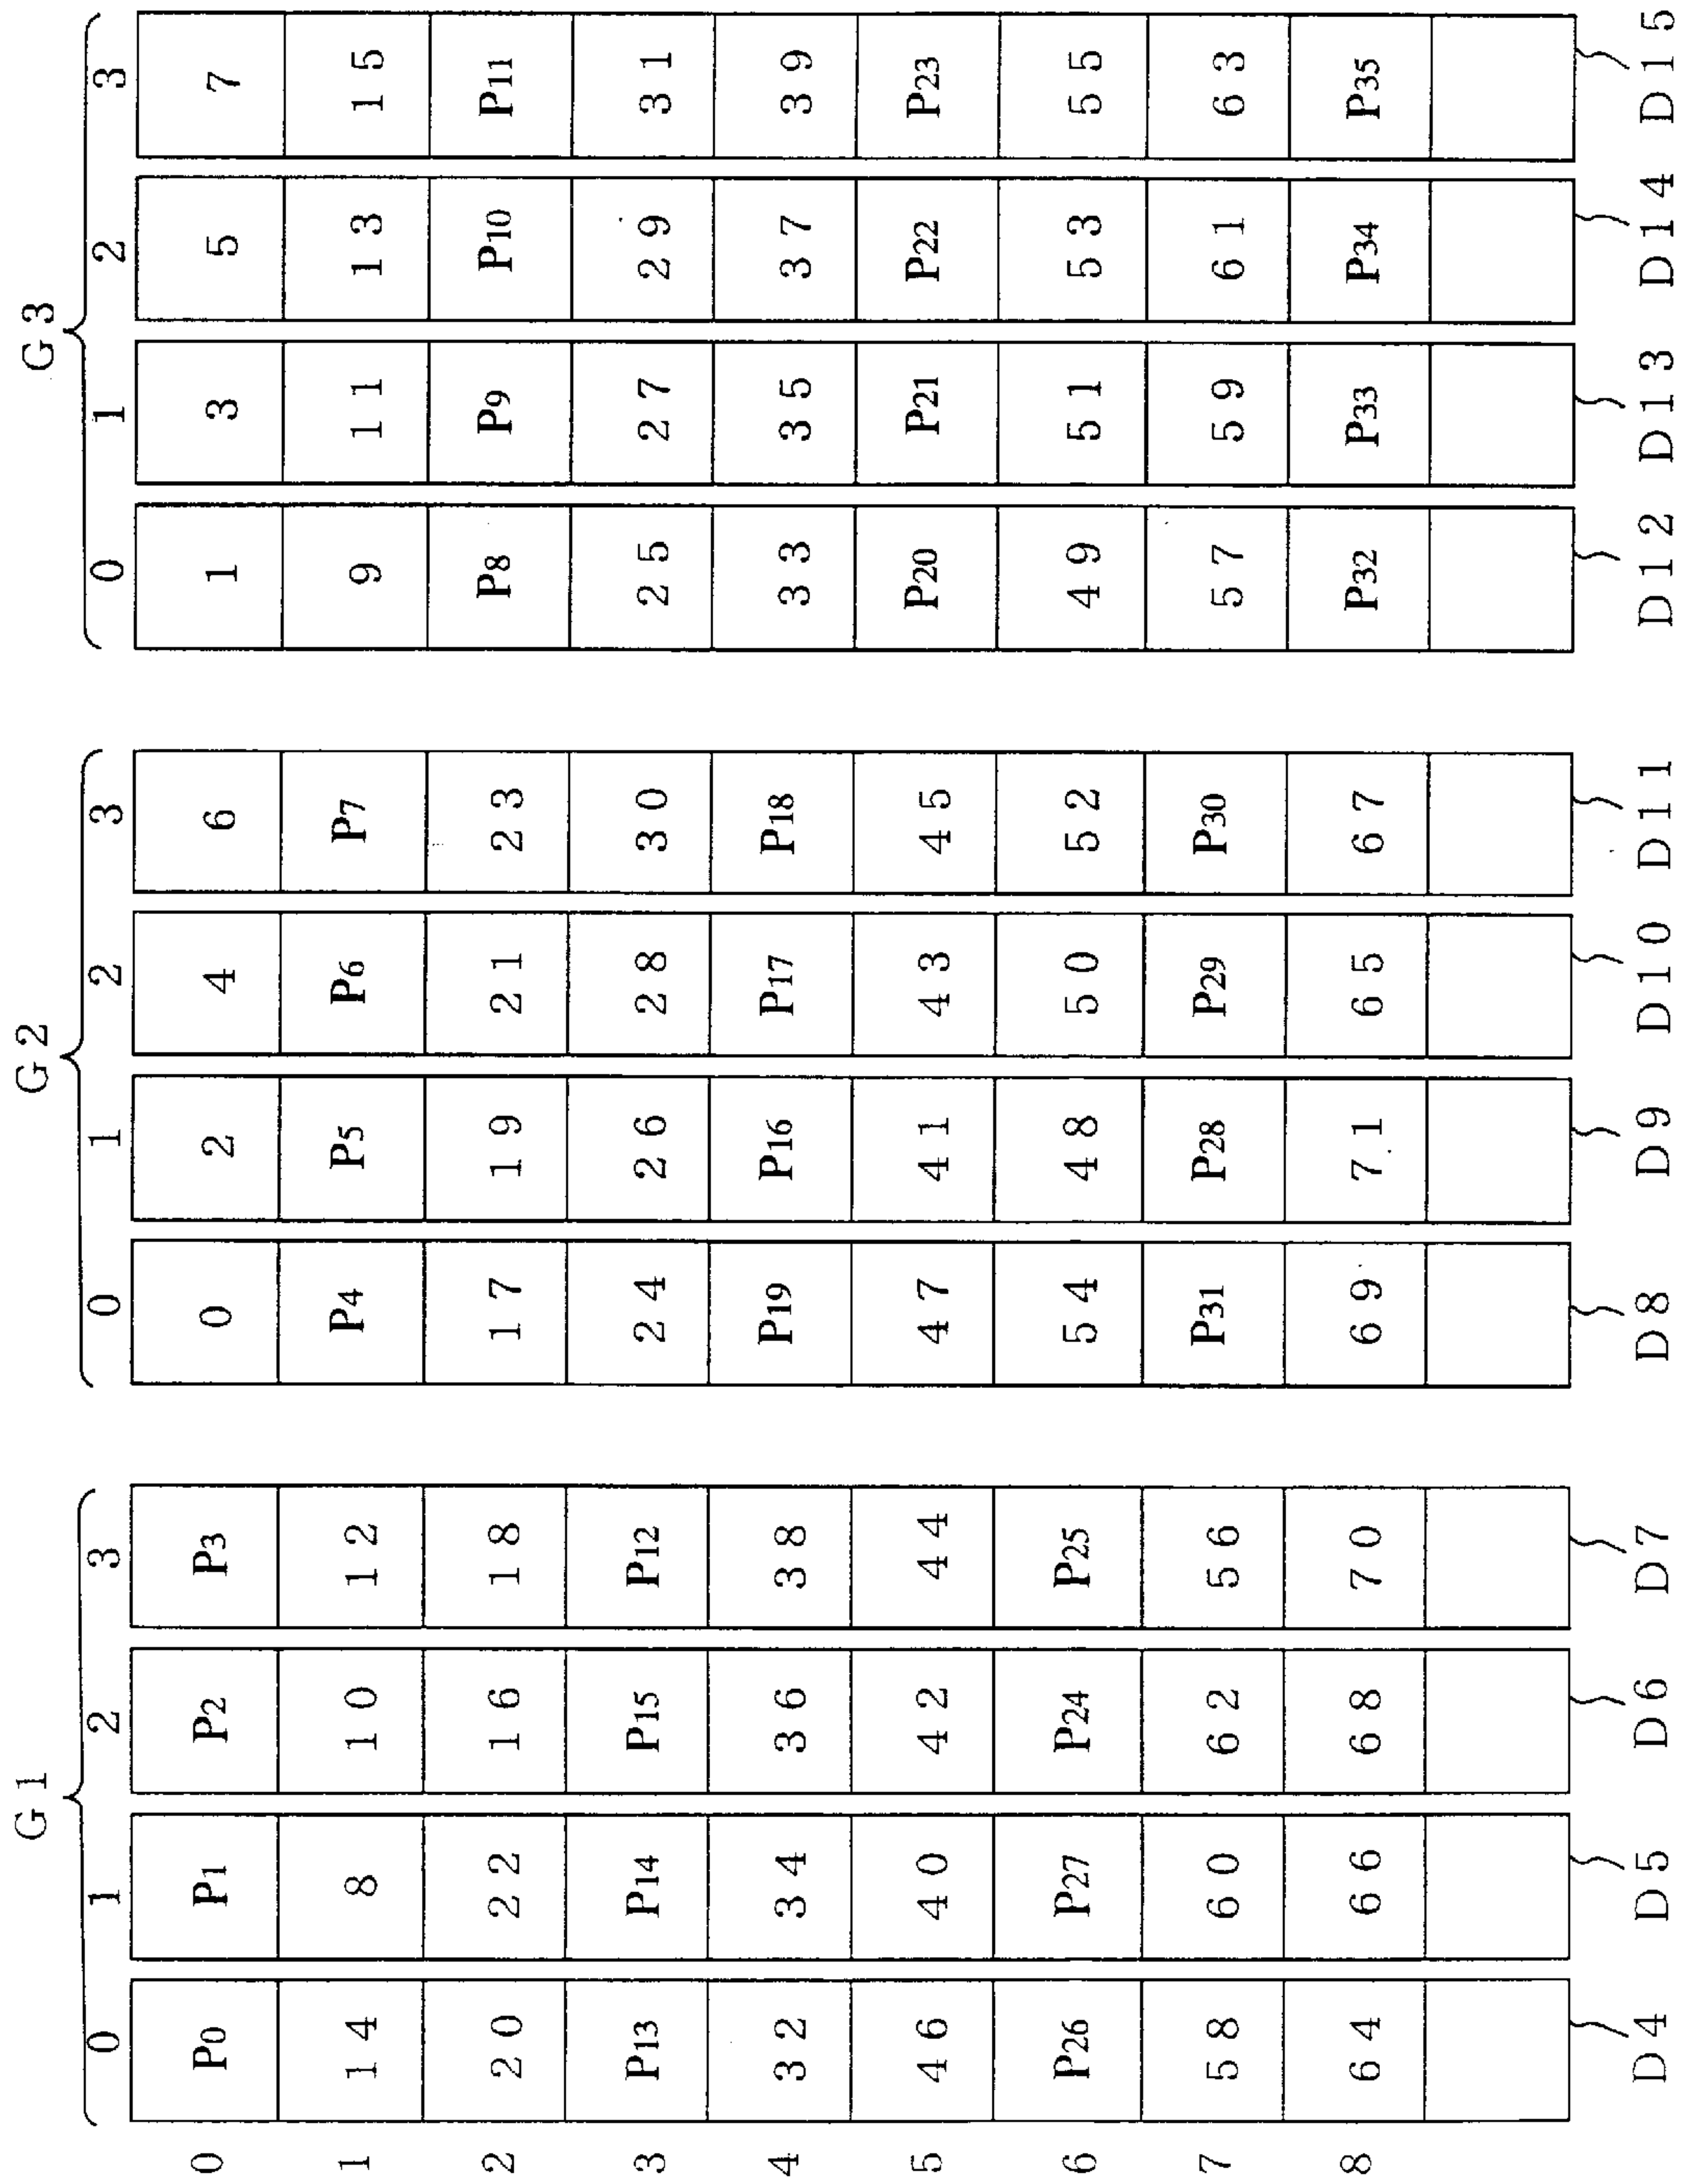 G1 G2 G3
0 1 2 3 0 1 2 3 0 1 2 3
0 P0 P1 P2 P3 0 2 4 6 1 3 5 7
1 14 8 10 12 P4 P5 P6 P7 9 11 13 15
2 20 22 16 18 17 19 21 23 P8 P9 P10 P11
3 P13 P14 P15 P12 24 26 28 30 25 27 29 31
4 32 34 36 38 P19 P16 P17 P18 33 35 37 39
5 46 40 42 44 47 41 43 45 P20 P21 P22 P23
6 P26 P27 P24 P25 54 48 50 52 49 51 53 55
7 58 60 62 56 P31 P28 P29 P30 57 59 61 63
8 64 66 68 70 69 71 65 67 P32 P33 P34 P35
D4 D5 D6 D7 D8 D9 D10 D11 D12 D13 D14 D15